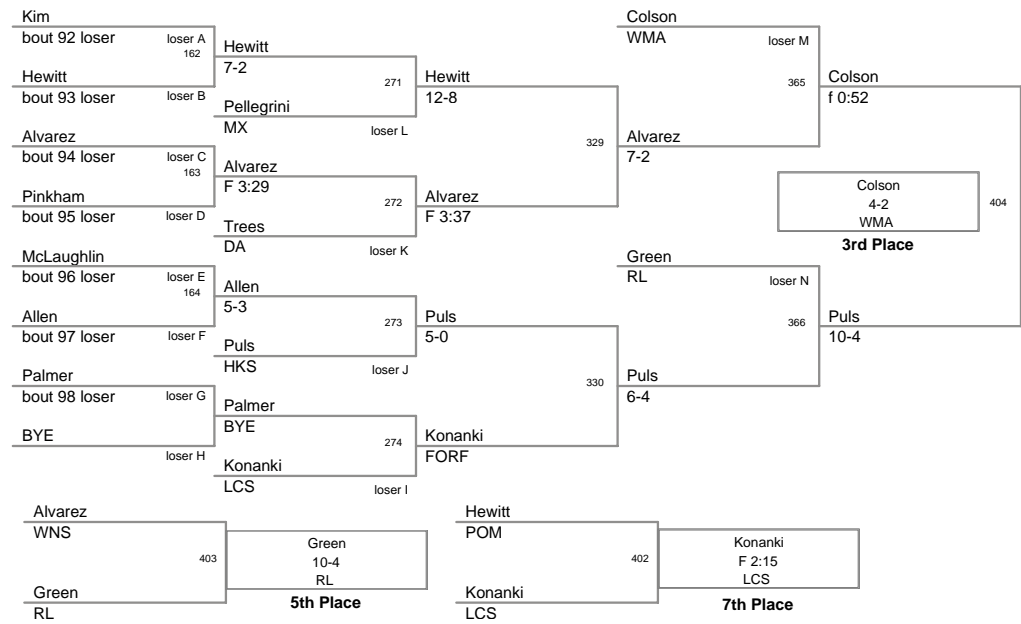 Kim
bout 92 loser
loser A
162
Hewitt
bout 93 loser
loser B
Hewitt
7-2
271
Pellegrini
MX
loser L
Hewitt
12-8
Alvarez
bout 94 loser
loser C
163
Pinkham
bout 95 loser
loser D
Alvarez
F 3:29
272
Trees
DA
loser K
Alvarez
F 3:37
329
Colson
WMA
loser M
365
Alvarez
7-2
Colson
f 0:52
Colson
4-2
WMA
3rd Place
404
McLaughlin
bout 96 loser
loser E
164
Allen
bout 97 loser
loser F
Allen
5-3
273
Puls
HKS
loser J
Puls
5-0
Palmer
bout 98 loser
loser G
BYE
loser H
Palmer
BYE
274
Konanki
LCS
loser I
Konanki
FORF
330
Green
RL
loser N
366
Puls
6-4
Puls
10-4
Alvarez
WNS
403
Green
RL
Green
10-4
RL
5th Place
Hewitt
POM
402
Konanki
LCS
Konanki
F 2:15
LCS
7th Place